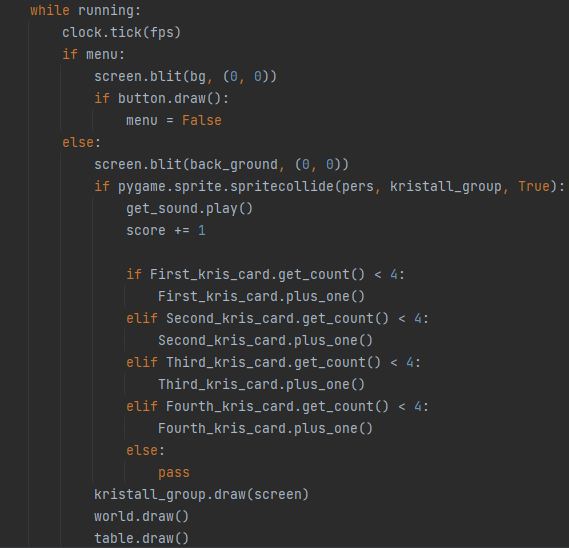 while running:
    clock.tick(fps)
    if menu:
        screen.blit(bg, (0, 0))
        if button.draw():
            menu = False
    else:
        screen.blit(back_ground, (0, 0))
        if pygame.sprite.spritecollide(pers, kristall_group, True):
            get_sound.play()
            score += 1

            if First_kris_card.get_count() < 4:
                First_kris_card.plus_one()
            elif Second_kris_card.get_count() < 4:
                Second_kris_card.plus_one()
            elif Third_kris_card.get_count() < 4:
                Third_kris_card.plus_one()
            elif Fourth_kris_card.get_count() < 4:
                Fourth_kris_card.plus_one()
            else:
                pass
        kristall_group.draw(screen)
        world.draw()
        table.draw()